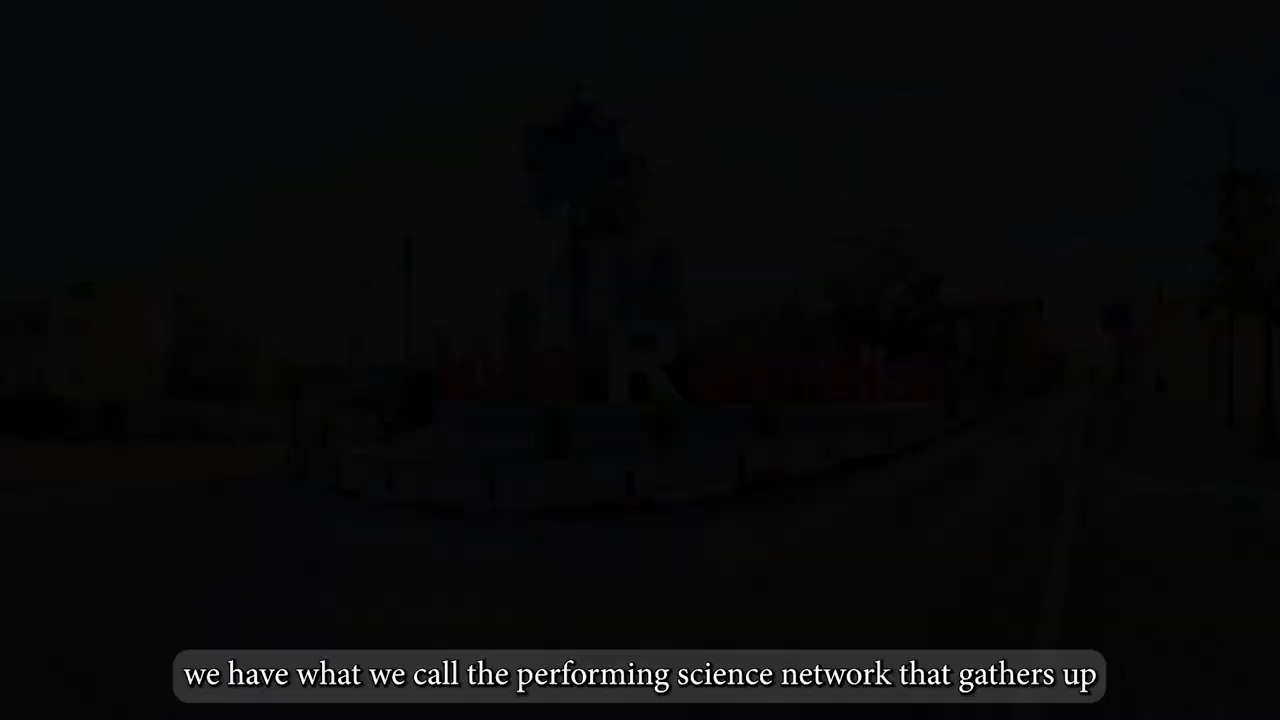 R
we have what we call the performing science network that gathers up